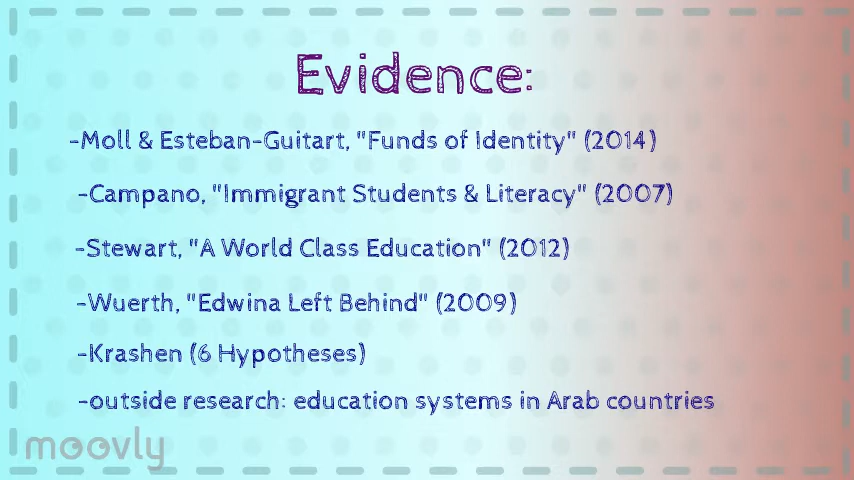 Evidence:
-Moll & Esteban-Guitart, "Funds of Identity" (2014)
-Campano, "Immigrant Students & Literacy" (2007)
-Stewart, "A World Class Education" (2012)
-Wuerth, "Edwina Left Behind" (2009)
-Krashen (6 Hypotheses)
-outside research: education systems in Arab countries
moovly